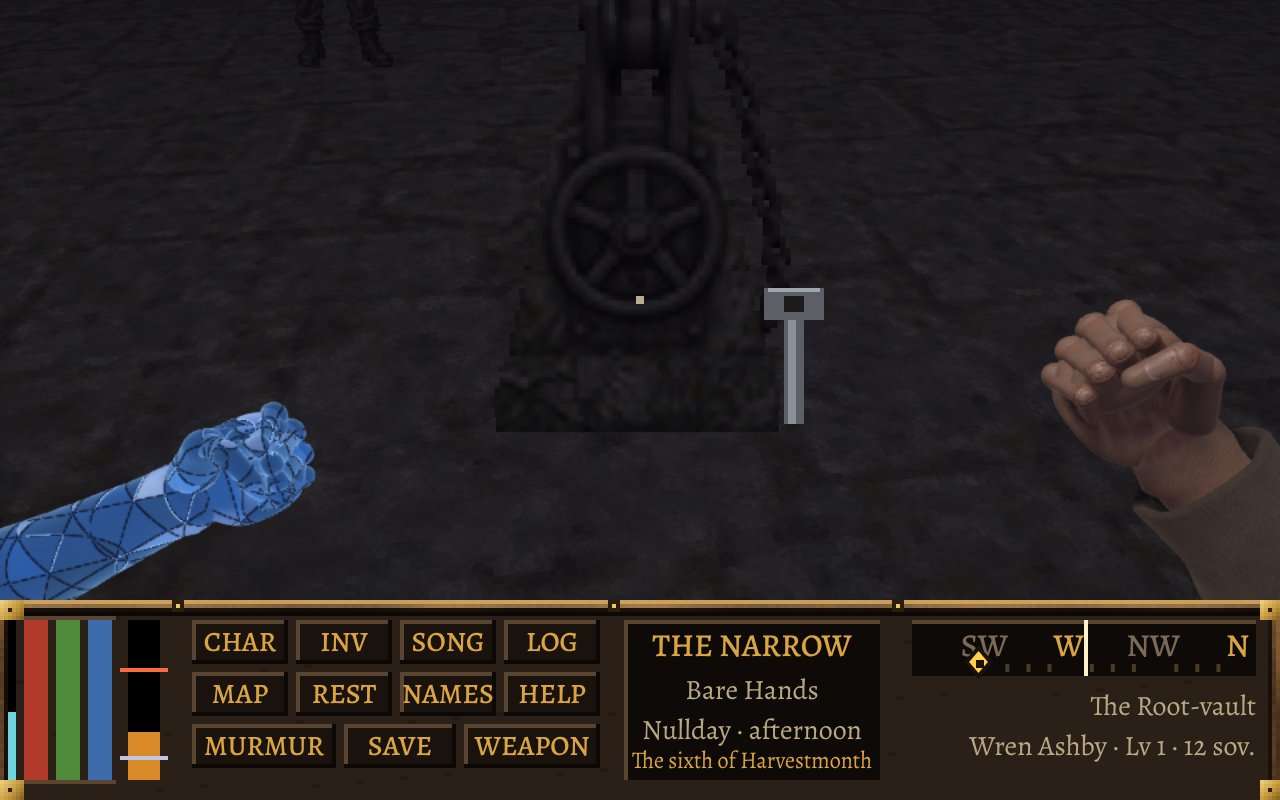 CHAR INV SONG LOG
MAP REST NAMES HELP
MURMUR SAVE WEAPON
THE NARROW
Bare Hands
Nullday · afternoon
The sixth of Harvestmonth
SW W NW N
The Root-vault
Wren Ashby · Lv 1 · 12 sov.